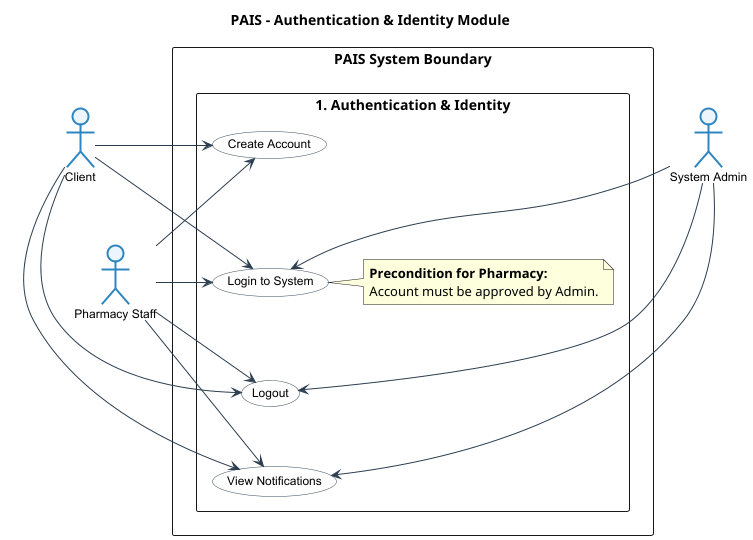 PAIS - Authentication & Identity Module
PAIS System Boundary
1. Authentication & Identity
Create Account
Client
System Admin
Precondition for Pharmacy:
Account must be approved by Admin.
Login to System
Pharmacy Staff
Logout
View Notifications